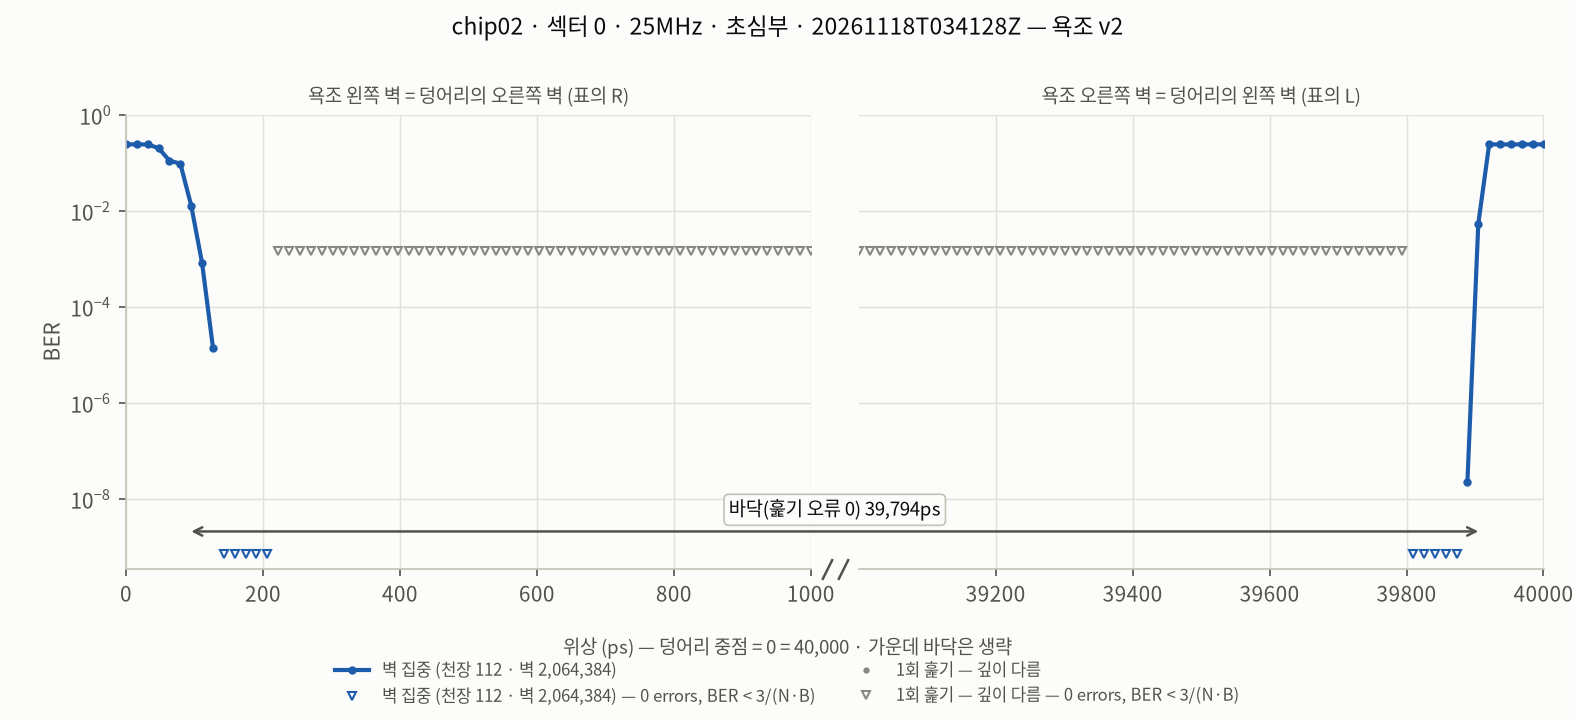 chip02 · 섹터 0 · 25MHz · 초심부 · 20261118T034128Z — 욕조 v2
욕조 왼쪽 벽 = 덩어리의 오른쪽 벽 (표의 R)
욕조 오른쪽 벽 = 덩어리의 왼쪽 벽 (표의 L)
10⁰
10⁻²
10⁻⁴
10⁻⁶
10⁻⁸
BER
바닥(훑기 오류 0) 39,794ps
0 200 400 600 800 1000 39200 39400 39600 39800 40000
위상 (ps) — 덩어리 중점 = 0 = 40,000 · 가운데 바닥은 생략
벽 집중 (천장 112 · 벽 2,064,384)
벽 집중 (천장 112 · 벽 2,064,384) — 0 errors, BER < 3/(N·B)
1회 훑기 — 깊이 다름
1회 훑기 — 깊이 다름 — 0 errors, BER < 3/(N·B)